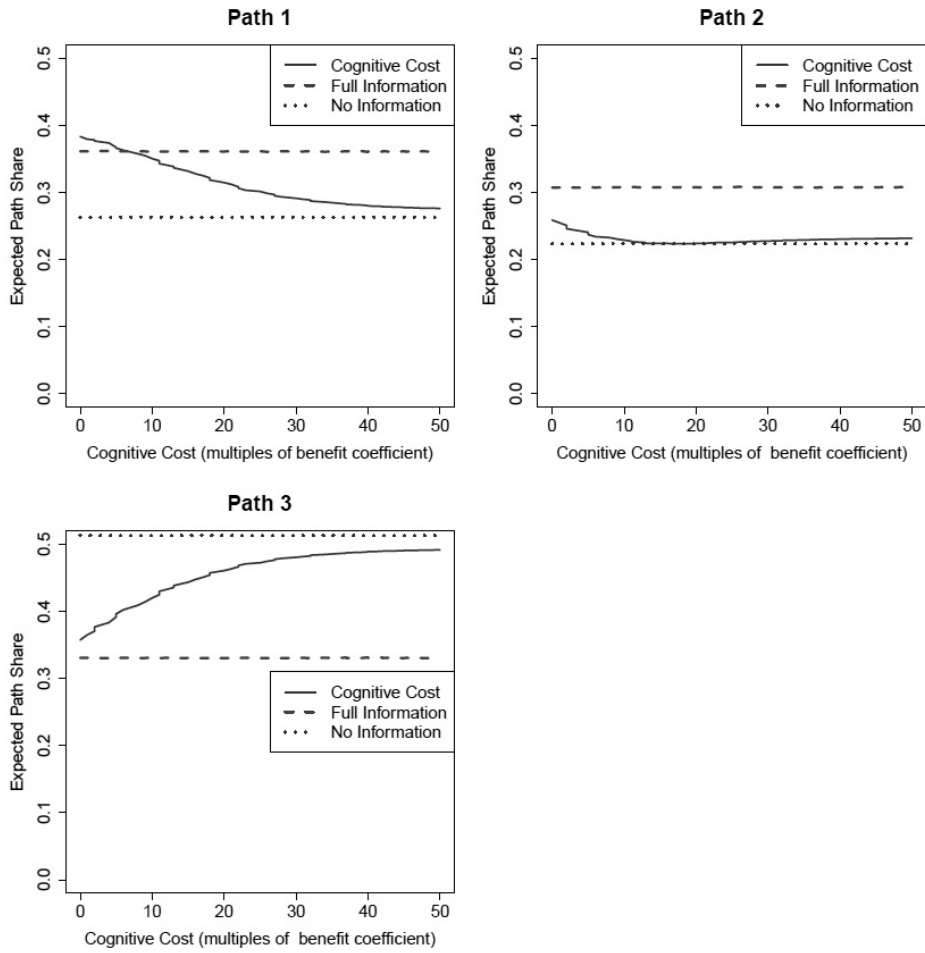 Path 1
Expected Path Share
0.5
0.4
0.3
0.2
0.1
0.0
Cognitive Cost
Full Information
No Information
0 10 20 30 40 50
Cognitive Cost (multiples of benefit coefficient)
Path 2
Expected Path Share
0.5
0.4
0.3
0.2
0.1
0.0
Cognitive Cost
Full Information
No Information
0 10 20 30 40 50
Cognitive Cost (multiples of benefit coefficient)
Path 3
Expected Path Share
0.5
0.4
0.3
0.2
0.1
0.0
Cognitive Cost
Full Information
No Information
0 10 20 30 40 50
Cognitive Cost (multiples of benefit coefficient)